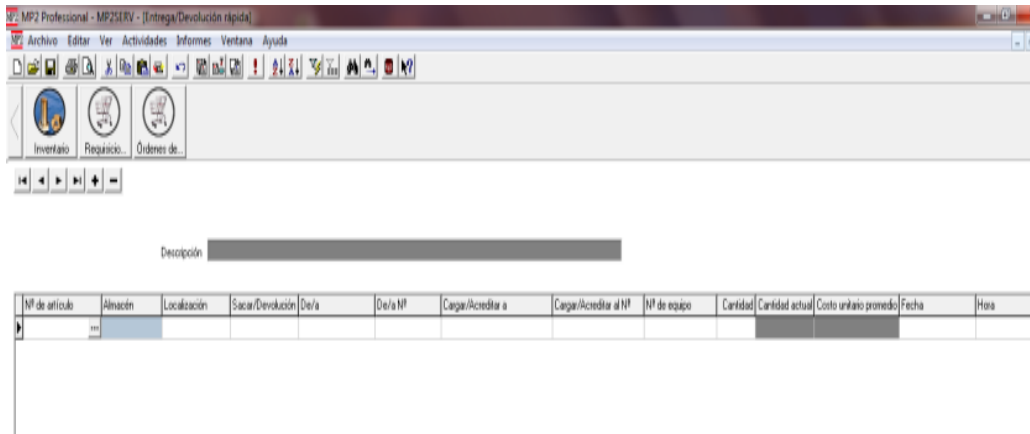 MP2 MP2 Professional - MP2SERV - [Entrega/Devolución rápida]
MP2 Archivo Editar Ver Actividades Informes Ventana Ayuda
Inventario Requisicio... Órdenes de...
Descripción
Nº de artículo Almacén Localización Sacar/Devolución De/a De/a Nº Cargar/Acreditar a Cargar/Acreditar al Nº Nº de equipo Cantidad Cantidad actual Costo unitario promedio Fecha Hora